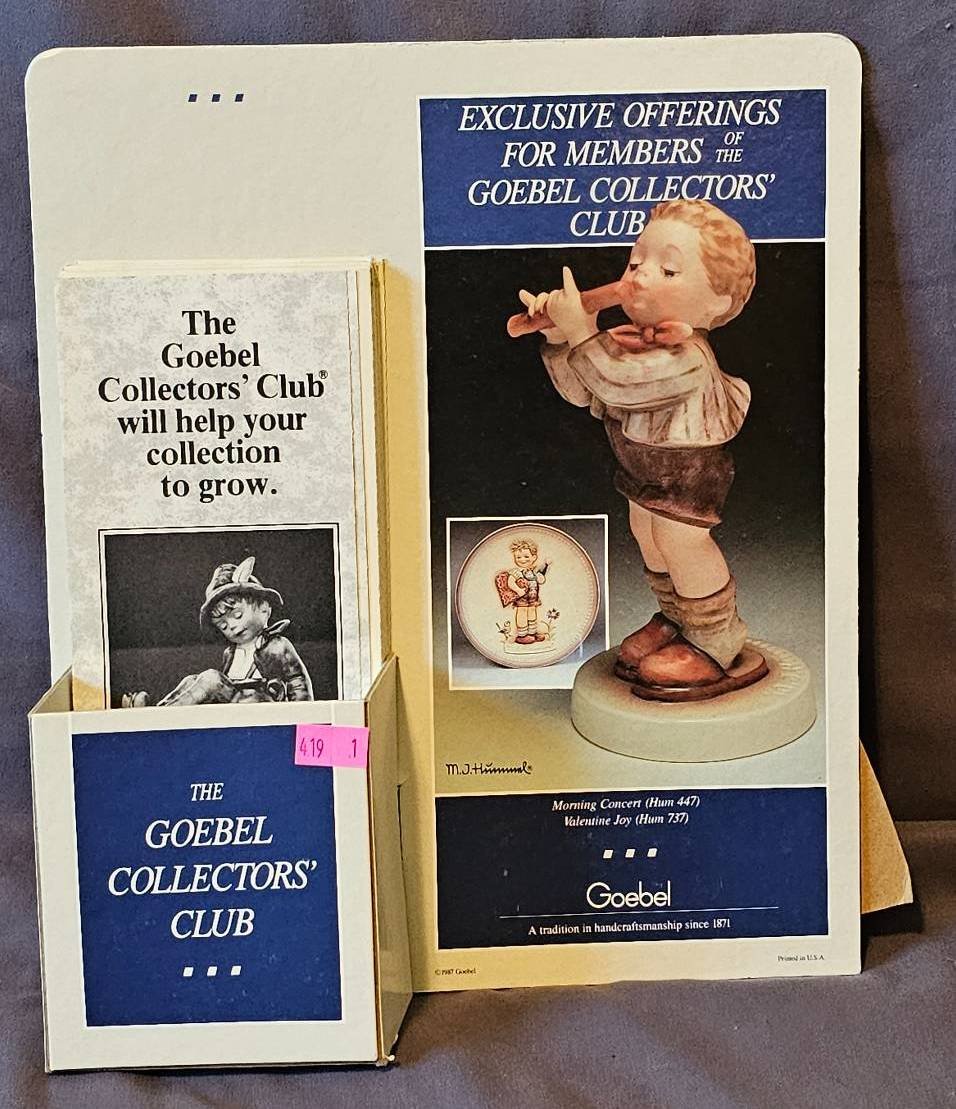 EXCLUSIVE OFFERINGS
FOR MEMBERS OF THE
GOEBEL COLLECTORS'
CLUB
The
Goebel
Collectors' Club®
will help your
collection
to grow.
419 1
THE
GOEBEL
COLLECTORS'
CLUB
M.J.Hümmel®
Morning Concert (Hum 447)
Valentine Joy (Hum 737)
Goebel
A tradition in handcraftsmanship since 1871
© 1987 Goebel
Printed in U.S.A.